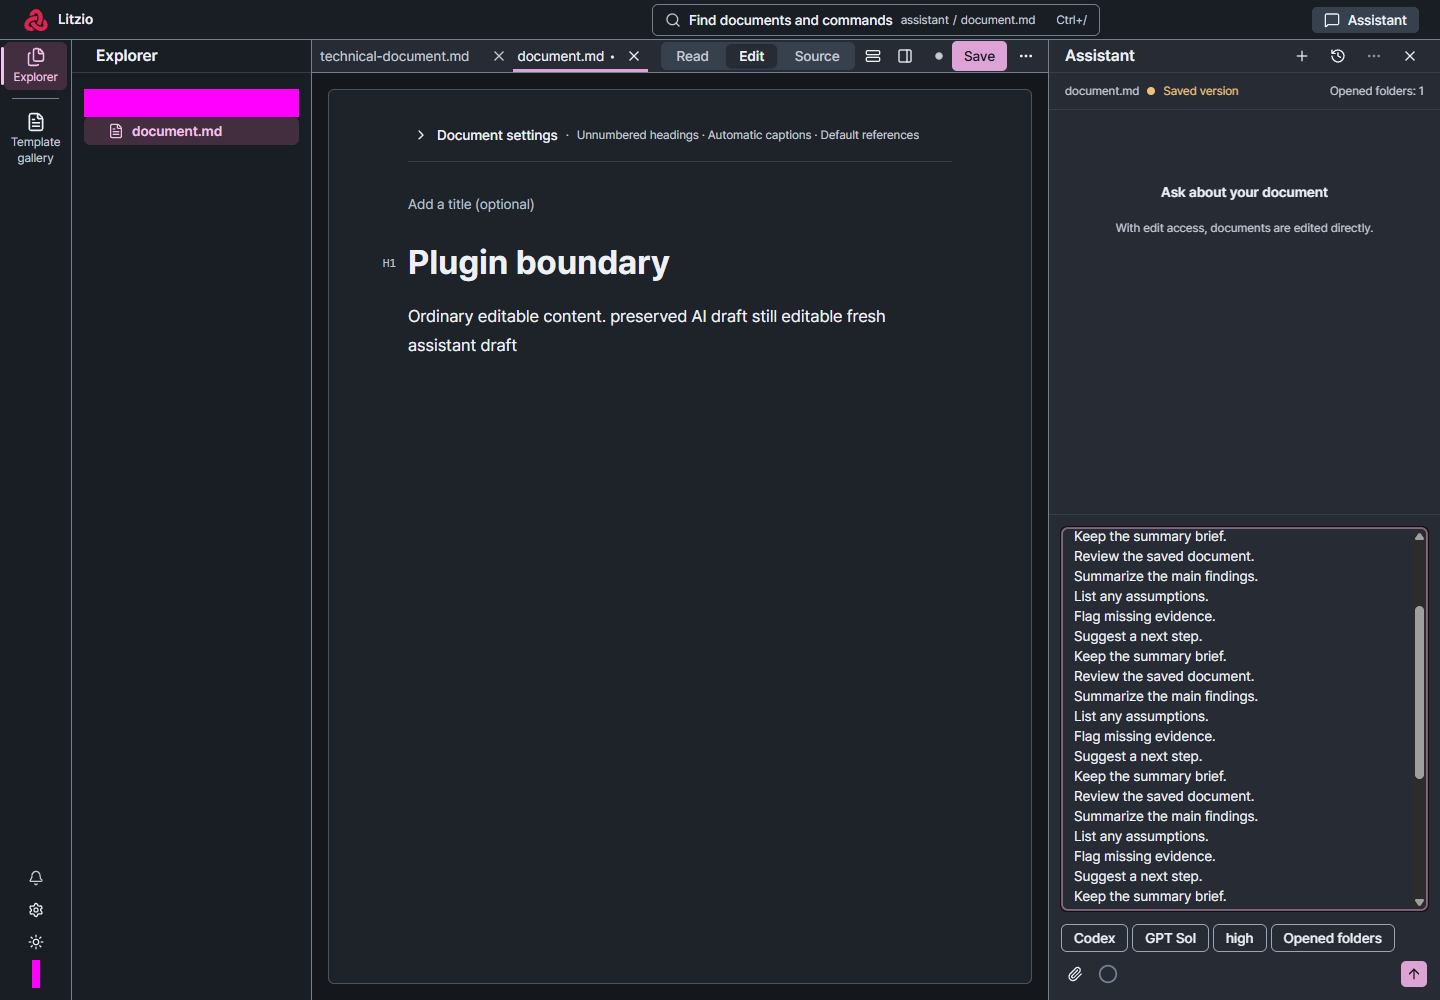 Litzio
Find documents and commands assistant / document.md Ctrl+/
Assistant
Explorer
Template gallery
Explorer
document.md
technical-document.md
document.md •
Read
Edit
Source
Save
Document settings · Unnumbered headings · Automatic captions · Default references
Add a title (optional)
H1 Plugin boundary
Ordinary editable content. preserved AI draft still editable fresh
assistant draft
Assistant
document.md Saved version
Opened folders: 1
Ask about your document
With edit access, documents are edited directly.
Keep the summary brief.
Review the saved document.
Summarize the main findings.
List any assumptions.
Flag missing evidence.
Suggest a next step.
Keep the summary brief.
Review the saved document.
Summarize the main findings.
List any assumptions.
Flag missing evidence.
Suggest a next step.
Keep the summary brief.
Review the saved document.
Summarize the main findings.
List any assumptions.
Flag missing evidence.
Suggest a next step.
Keep the summary brief.
Codex
GPT Sol
high
Opened folders